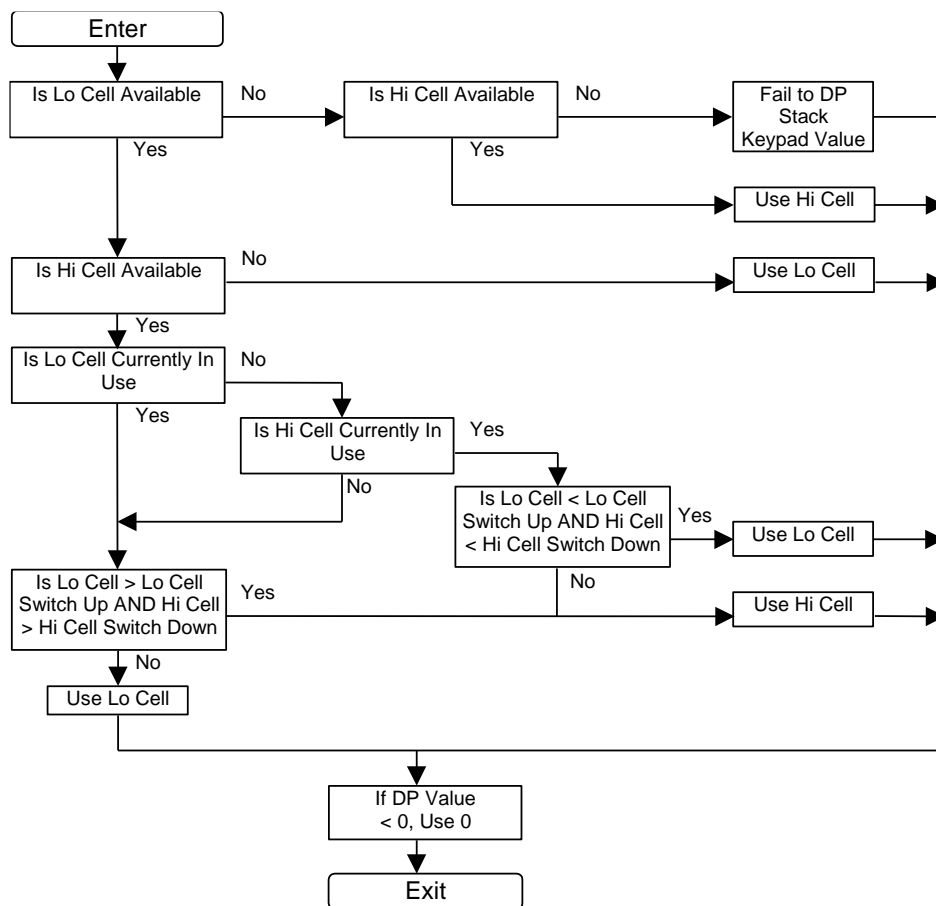 Enter
Is Lo Cell Available
No
Is Hi Cell Available
No
Fail to DP
Stack
Keypad Value
Yes
Yes
Use Hi Cell
Is Hi Cell Available
No
Use Lo Cell
Yes
Is Lo Cell Currently In
Use
No
Yes
Is Hi Cell Currently In
Use
Yes
No
Is Lo Cell < Lo Cell
Switch Up AND Hi Cell
< Hi Cell Switch Down
Yes
Use Lo Cell
No
Is Lo Cell > Lo Cell
Switch Up AND Hi Cell
> Hi Cell Switch Down
Yes
Use Hi Cell
No
Use Lo Cell
If DP Value
< 0, Use 0
Exit